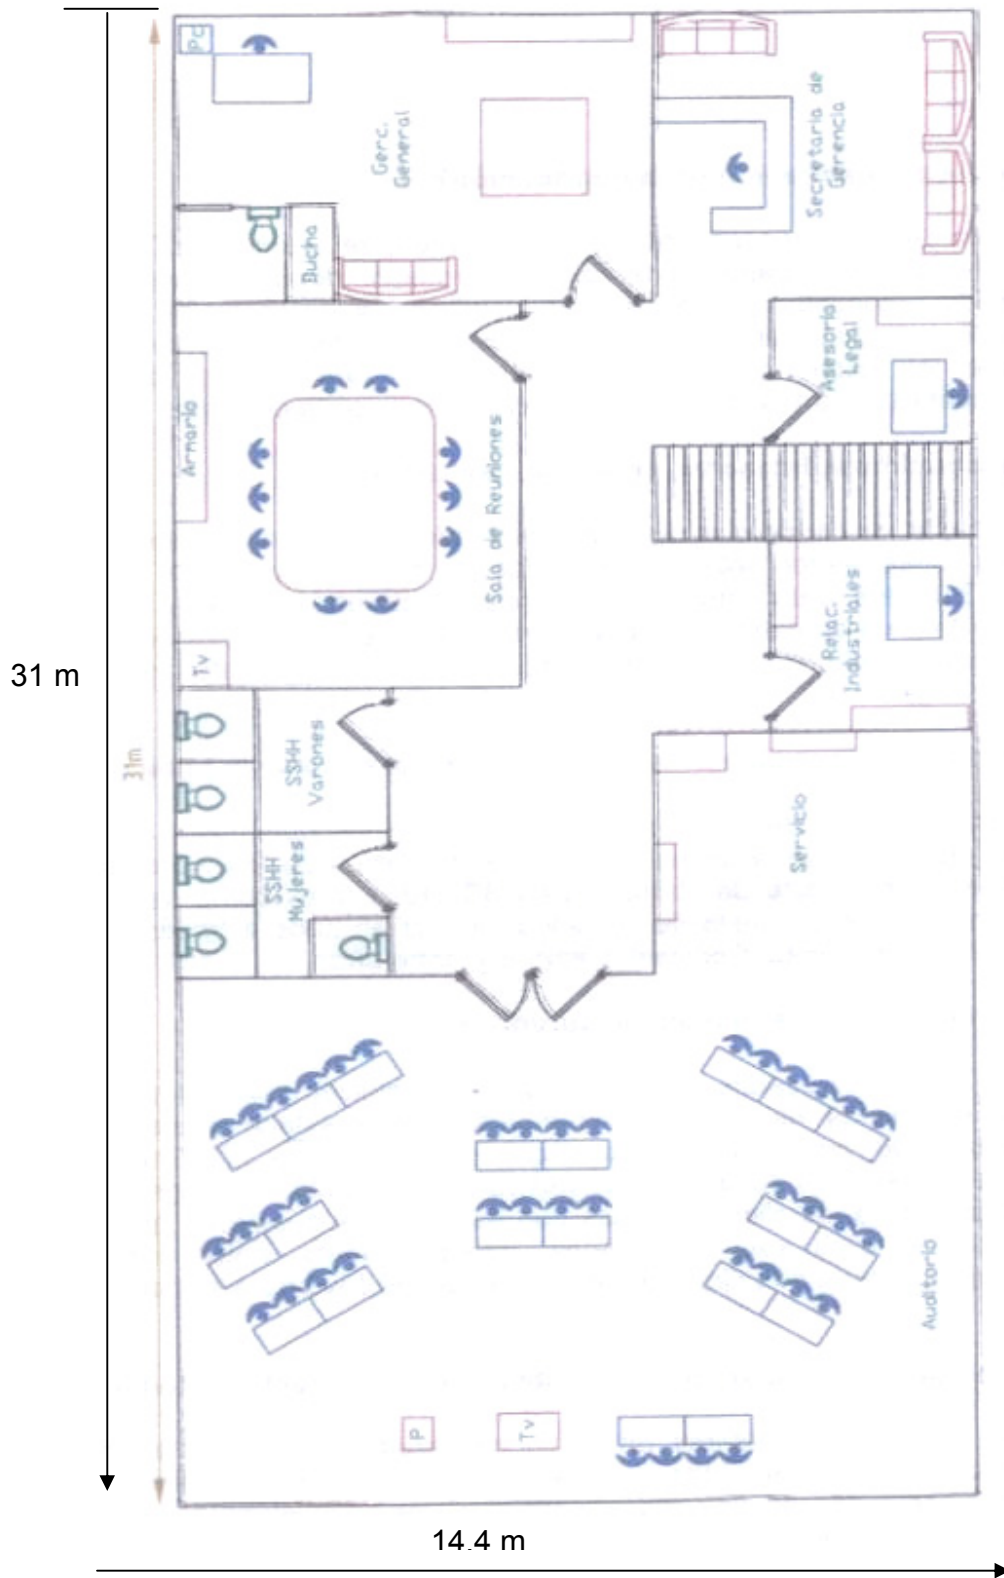 PC
Gerc.
General
Secretaria de
Gerencia
Ducha
Asesoria
Legal
Armario
Sala de Reuniones
Relac.
Industriales
Tv
31 m
31m
SSHH
Varones
SSHH
Mujeres
Servicio
Auditorio
P
Tv
14.4 m